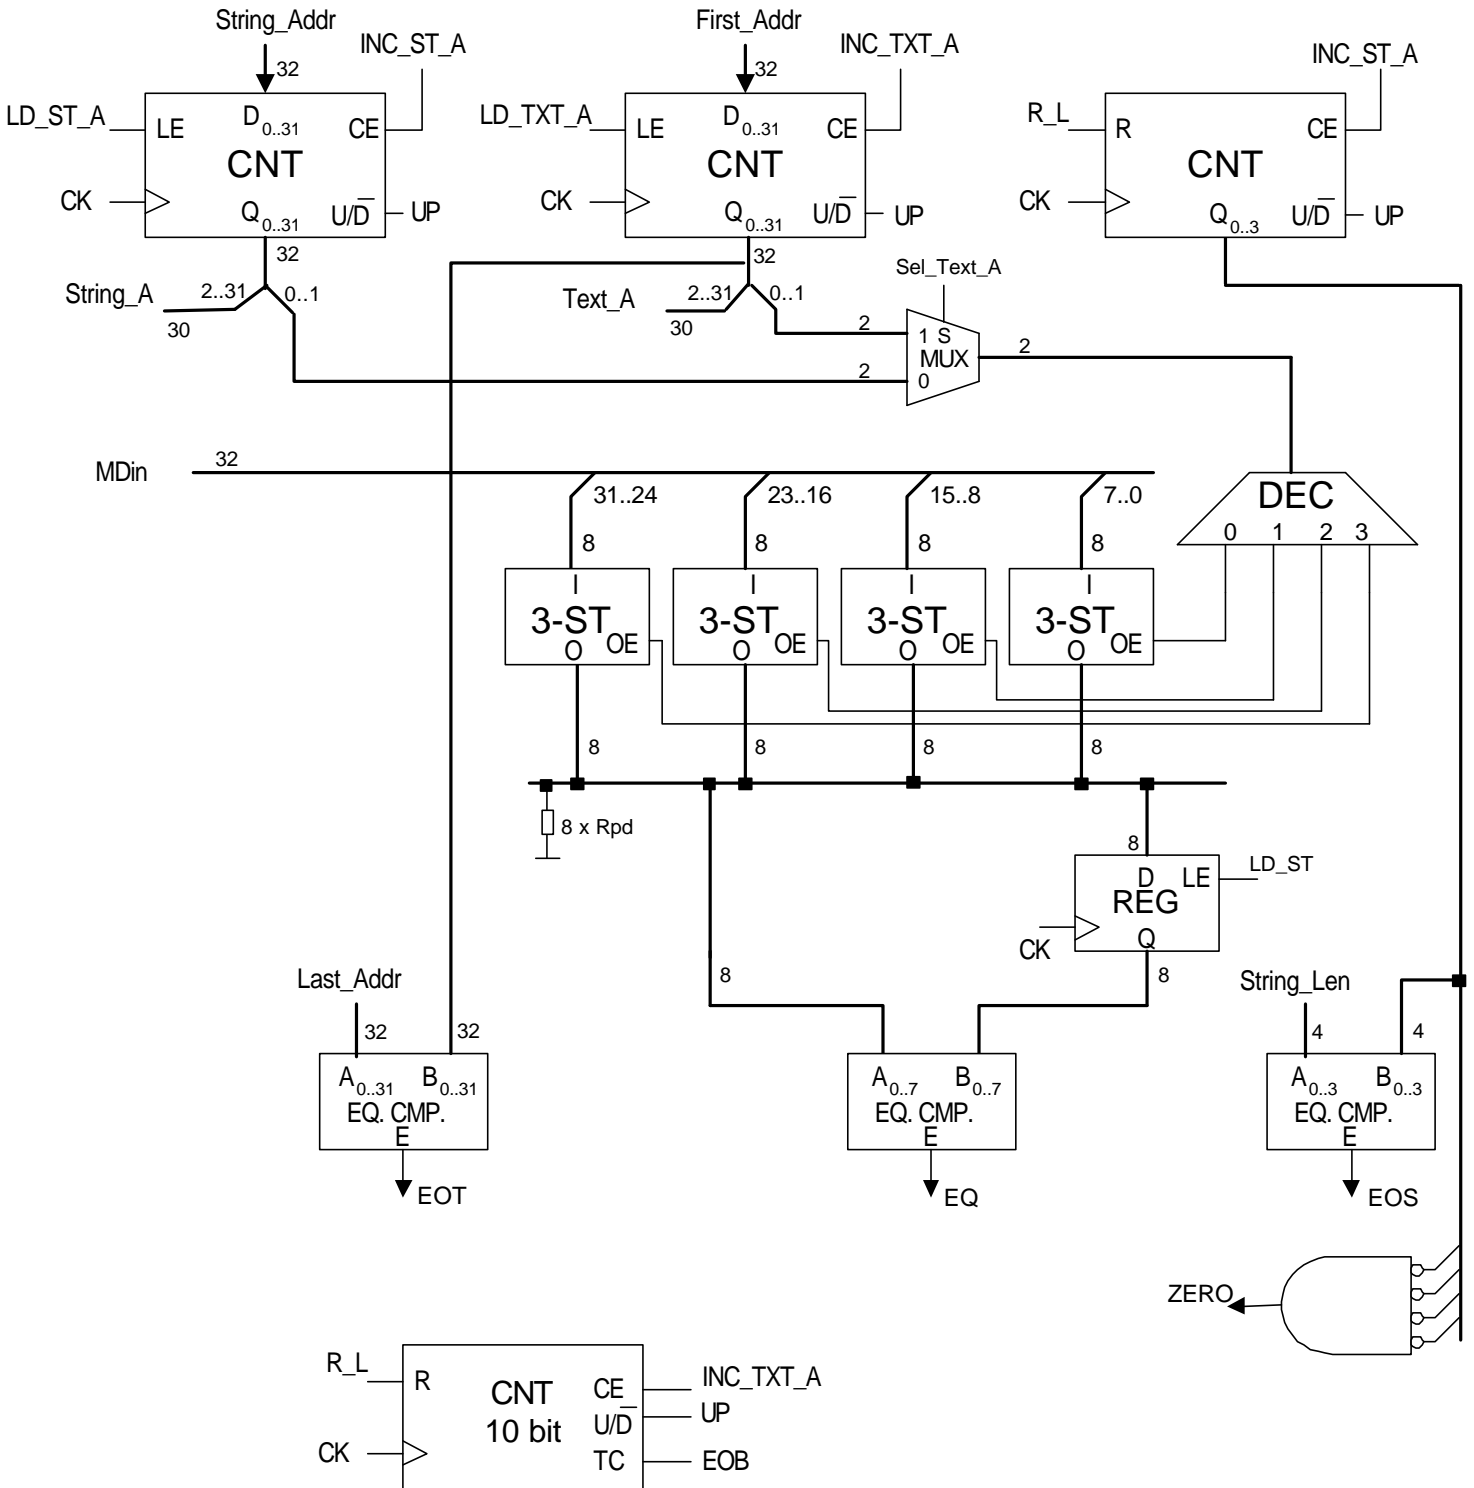 String_Addr
First_Addr
INC_ST_A
INC_TXT_A
INC_ST_A
32
32
LD_ST_A
LE
D0..31
CE
LD_TXT_A
LE
D0..31
CE
R_L
R
CE
CNT
CNT
CNT
CK
Q0..31
U/D
UP
CK
Q0..31
U/D
UP
CK
Q0..3
U/D
UP
32
32
Sel_Text_A
String_A
2..31
0..1
30
Text_A
2..31
0..1
30
2
1 S
MUX
0
2
2
MDin
32
31..24
23..16
15..8
7..0
DEC
0
1
2
3
8
8
8
8
I
3-ST
O
OE
I
3-ST
O
OE
I
3-ST
O
OE
I
3-ST
O
OE
8
8
8
8
8 x Rpd
8
D
LE
LD_ST
REG
CK
Q
8
8
Last_Addr
String_Len
32
32
4
4
A0..31
B0..31
EQ. CMP.
E
A0..7
B0..7
EQ. CMP.
E
A0..3
B0..3
EQ. CMP.
E
EOT
EQ
EOS
ZERO
R_L
R
CNT
10 bit
CE
INC_TXT_A
U/D
UP
CK
TC
EOB